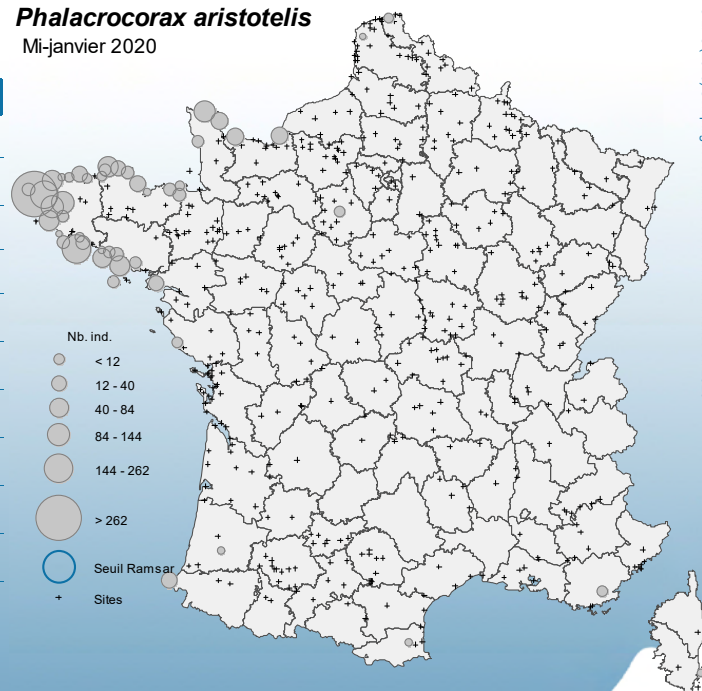 Phalacrocorax aristotelis
Mi-janvier 2020
Nb. ind.
< 12
12 - 40
40 - 84
84 - 144
144 - 262
> 262
Seuil Ramsar
Sites